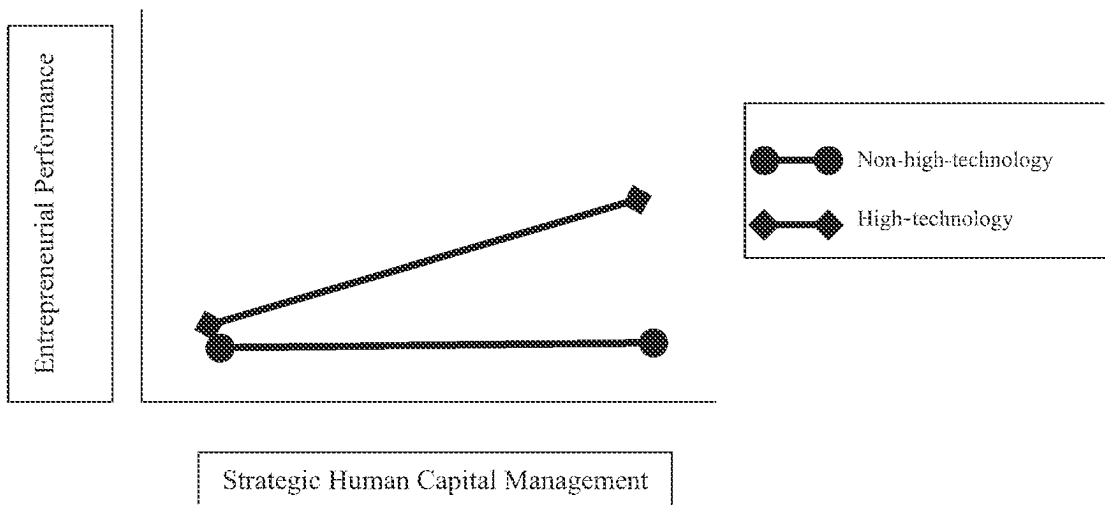 Entrepreneurial Performance
Non-high-technology
High-technology
Strategic Human Capital Management